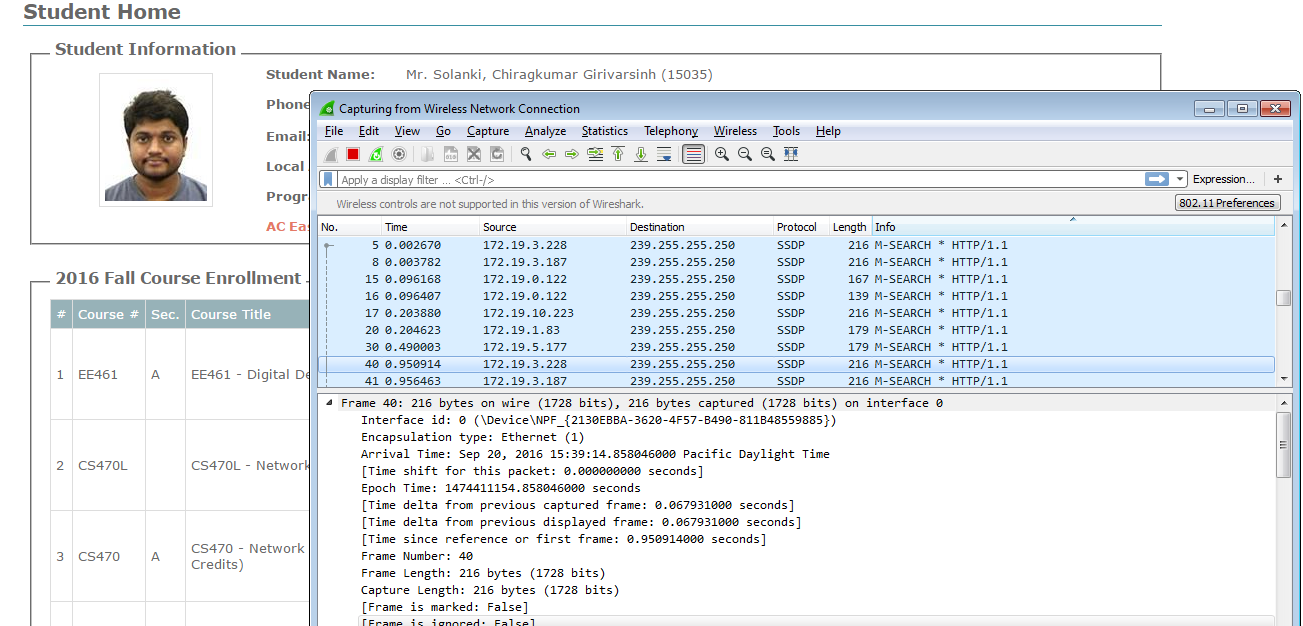 Student Home
Student Information
Student Name: Mr. Solanki, Chiragkumar Girivarsinh (15035)
Phone
Email:
Local
Progr
AC Eas
2016 Fall Course Enrollment
# Course # Sec. Course Title
1 EE461 A EE461 - Digital De
2 CS470L CS470L - Network
3 CS470 A CS470 - Network
Credits)
Capturing from Wireless Network Connection
File Edit View Go Capture Analyze Statistics Telephony Wireless Tools Help
Apply a display filter ... <Ctrl-/> Expression... +
Wireless controls are not supported in this version of Wireshark. 802.11 Preferences
No. Time Source Destination Protocol Length Info
5 0.002670 172.19.3.228 239.255.255.250 SSDP 216 M-SEARCH * HTTP/1.1
8 0.003782 172.19.3.187 239.255.255.250 SSDP 216 M-SEARCH * HTTP/1.1
15 0.096168 172.19.0.122 239.255.255.250 SSDP 167 M-SEARCH * HTTP/1.1
16 0.096407 172.19.0.122 239.255.255.250 SSDP 139 M-SEARCH * HTTP/1.1
17 0.203880 172.19.10.223 239.255.255.250 SSDP 179 M-SEARCH * HTTP/1.1
20 0.204623 172.19.1.83 239.255.255.250 SSDP 179 M-SEARCH * HTTP/1.1
30 0.490003 172.19.5.177 239.255.255.250 SSDP 179 M-SEARCH * HTTP/1.1
40 0.950914 172.19.3.228 239.255.255.250 SSDP 216 M-SEARCH * HTTP/1.1
41 0.956463 172.19.3.187 239.255.255.250 SSDP 216 M-SEARCH * HTTP/1.1
Frame 40: 216 bytes on wire (1728 bits), 216 bytes captured (1728 bits) on interface 0
Interface id: 0 (\Device\NPF_{2130EBBA-3620-4F57-B490-811B48559885})
Encapsulation type: Ethernet (1)
Arrival Time: Sep 20, 2016 15:39:14.858046000 Pacific Daylight Time
[Time shift for this packet: 0.000000000 seconds]
Epoch Time: 1474411154.858046000 seconds
[Time delta from previous captured frame: 0.067931000 seconds]
[Time delta from previous displayed frame: 0.067931000 seconds]
[Time since reference or first frame: 0.950914000 seconds]
Frame Number: 40
Frame Length: 216 bytes (1728 bits)
Capture Length: 216 bytes (1728 bits)
[Frame is marked: False]
[Frame is ignored: False]